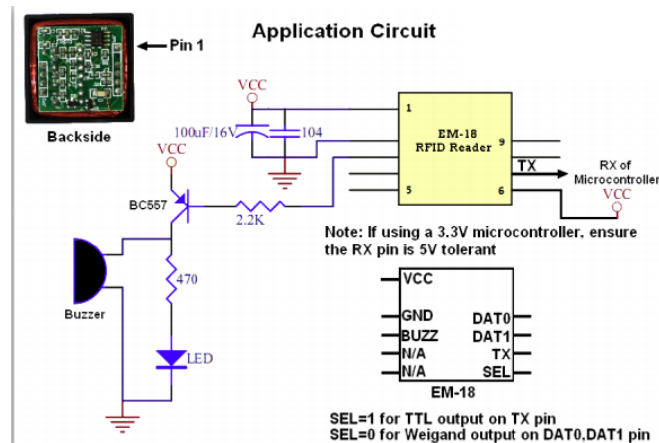 Application Circuit
Pin 1
Backside
VCC
100uF/16V
104
1
EM-18
RFID Reader
9
TX
5
6
RX of
Microcontroller
VCC
VCC
BC557
2.2K
Note: If using a 3.3V microcontroller, ensure
the RX pin is 5V tolerant
470
Buzzer
LED
VCC
GND
DAT0
BUZZ
DAT1
N/A
TX
N/A
SEL
EM-18
SEL=1 for TTL output on TX pin
SEL=0 for Weigand output on DAT0,DAT1 pin